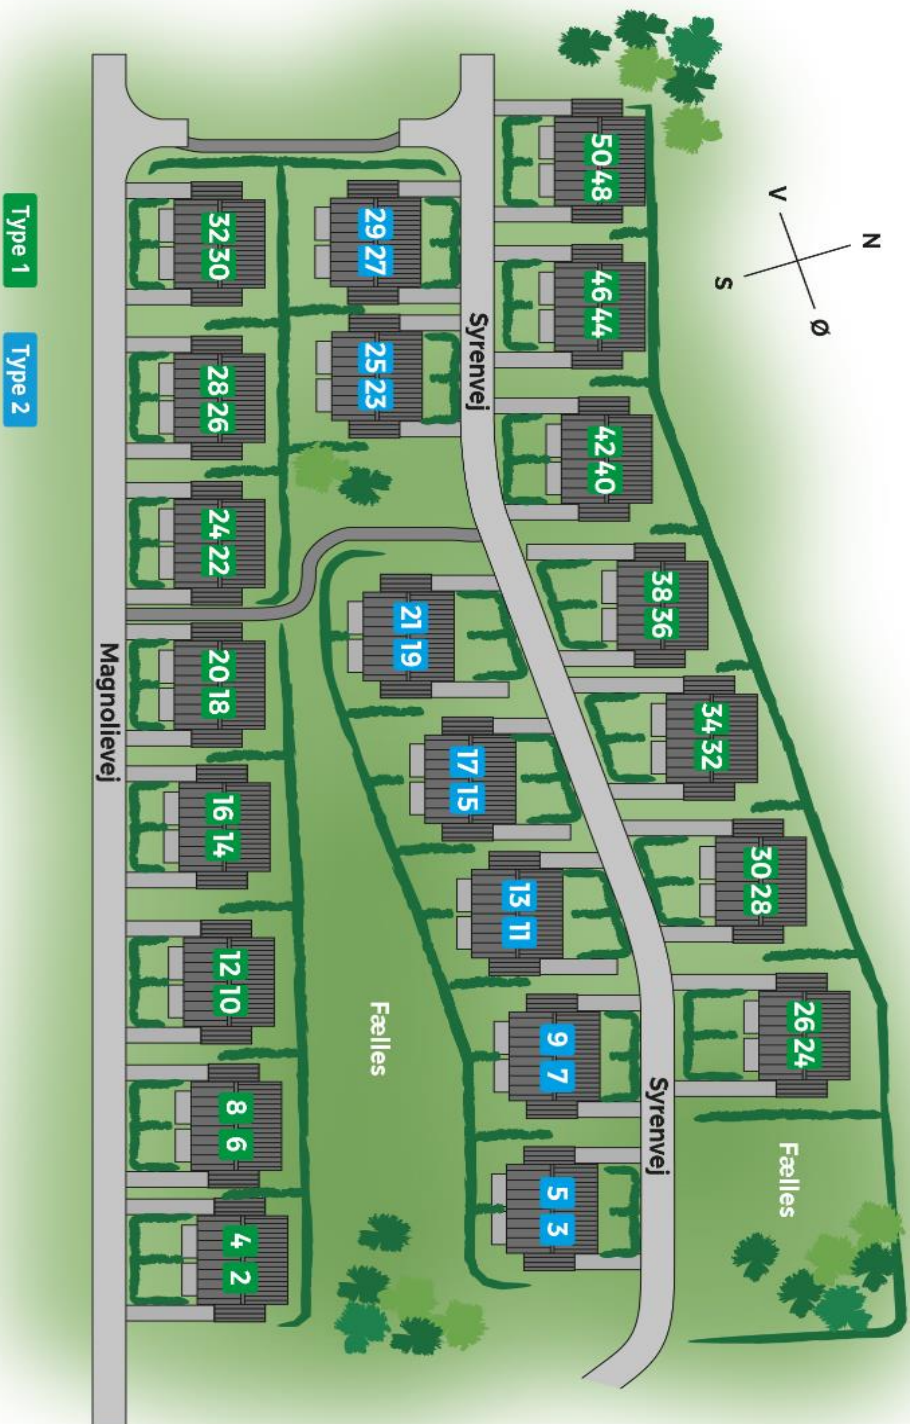 N
V
S
Ø
50 48
46 44
42 40
38 36
34 32
30 28
26 24
Fælles
Syrenvej
Syrenvej
29 27
25 23
21 19
17 15
13 11
9 7
5 3
Fælles
32 30
28 26
24 22
20 18
16 14
12 10
8 6
4 2
Magnolievej
Type 1
Type 2